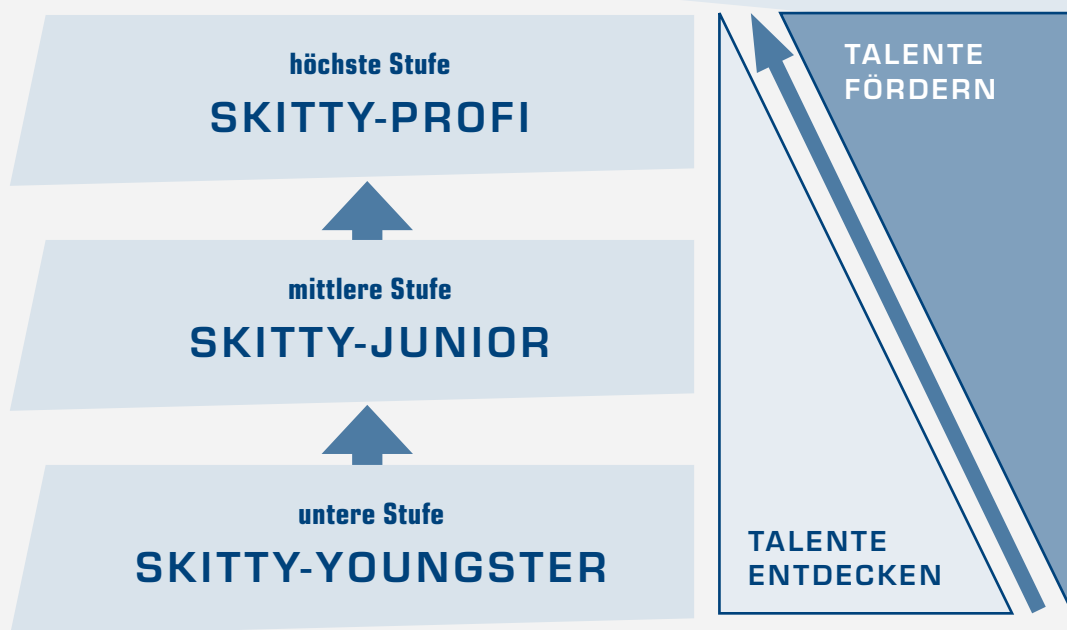 höchste Stufe
SKITTY-PROFI
mittlere Stufe
SKITTY-JUNIOR
untere Stufe
SKITTY-YOUNGSTER
TALENTE
FÖRDERN
TALENTE
ENTDECKEN